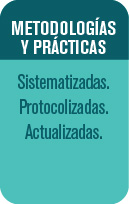 METODOLOGÍAS
Y PRÁCTICAS
Sistematizadas.
Protocolizadas.
Actualizadas.